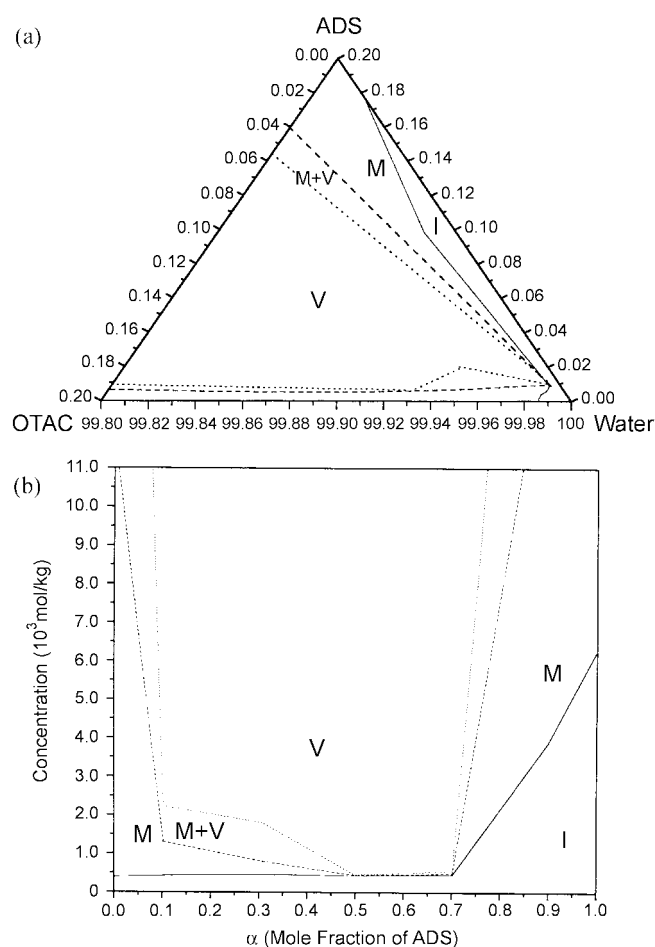 (a)
ADS
0.00 0.20
0.02 0.18
0.04 0.16
0.06 M 0.14
M+V
0.08 0.12
0.10 I 0.10
0.12 0.08
V
0.14 0.06
0.16 0.04
0.18 0.02
0.20 0.00
OTAC 99.80 99.82 99.84 99.86 99.88 99.90 99.92 99.94 99.96 99.98 100 Water
(b)
11.0
10.0
9.0
8.0
7.0
6.0
5.0
4.0
3.0
2.0
1.0
0
Concentration (10³mol/kg)
M
V
M M+V
I
0.0 0.1 0.2 0.3 0.4 0.5 0.6 0.7 0.8 0.9 1.0
α (Mole Fraction of ADS)